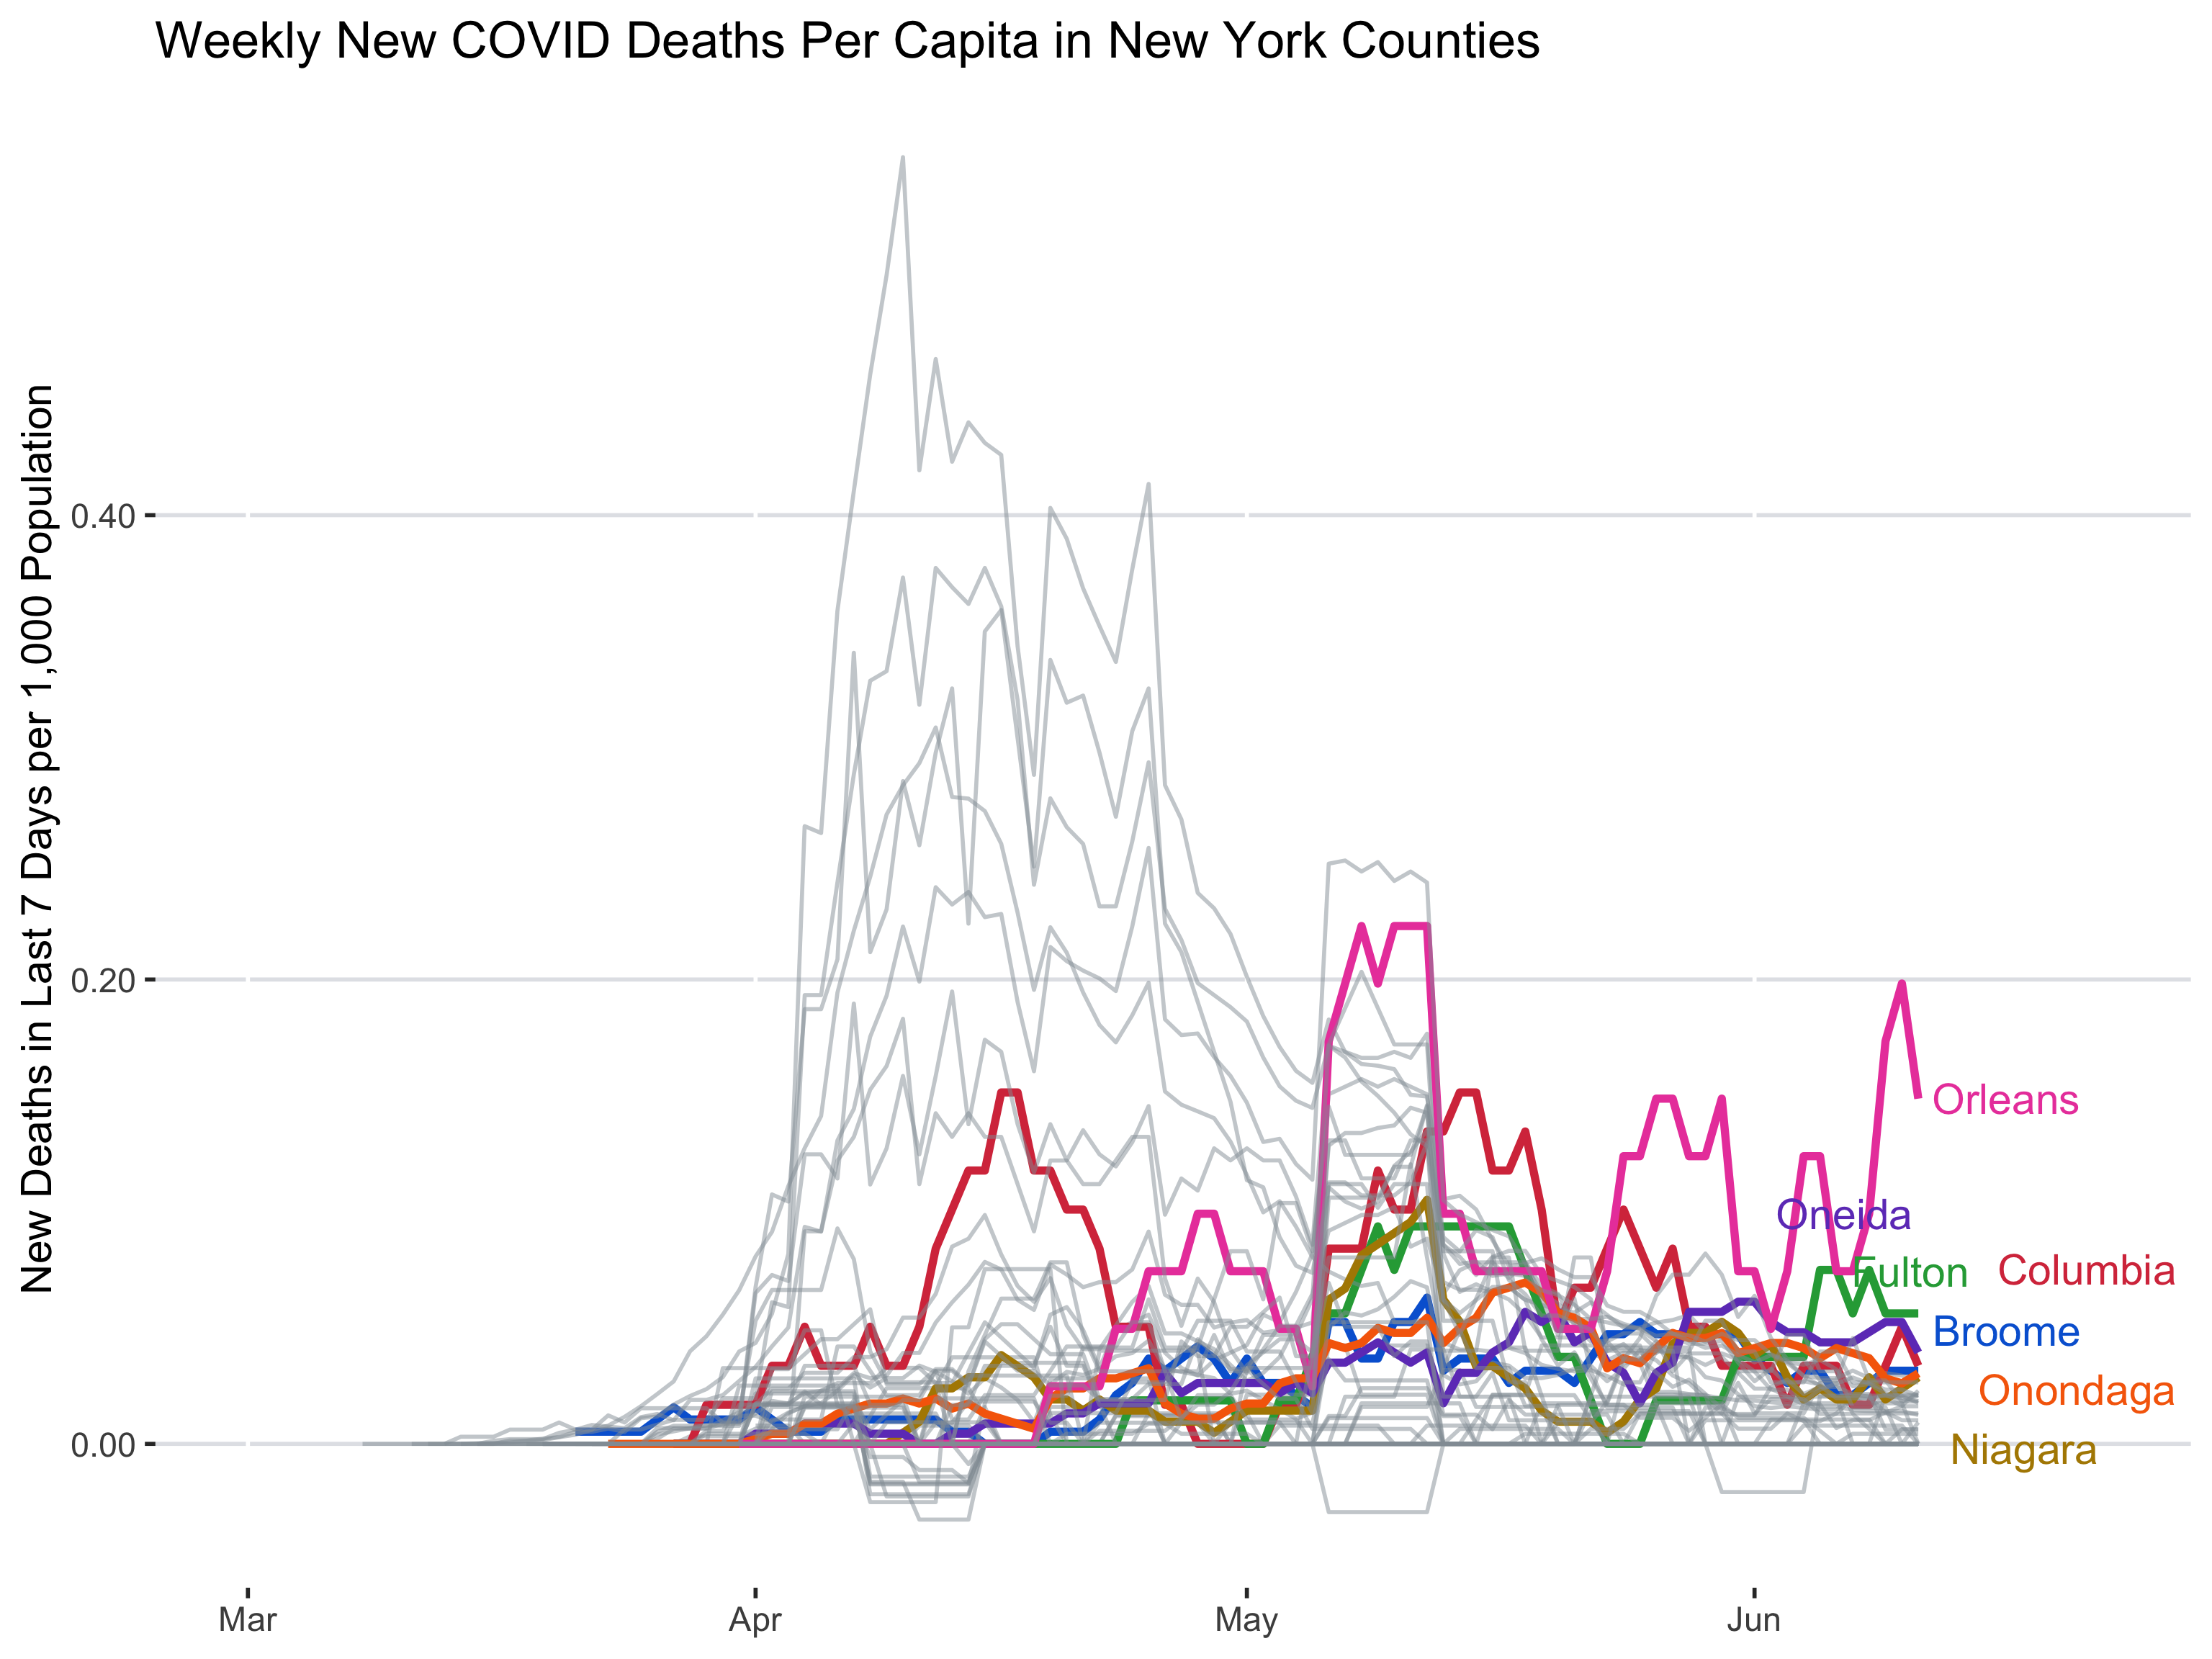 Weekly New COVID Deaths Per Capita in New York Counties
New Deaths in Last 7 Days per 1,000 Population
0.40
0.20
0.00
Orleans
Oneida
Fulton
Columbia
Broome
Onondaga
Niagara
Mar
Apr
May
Jun